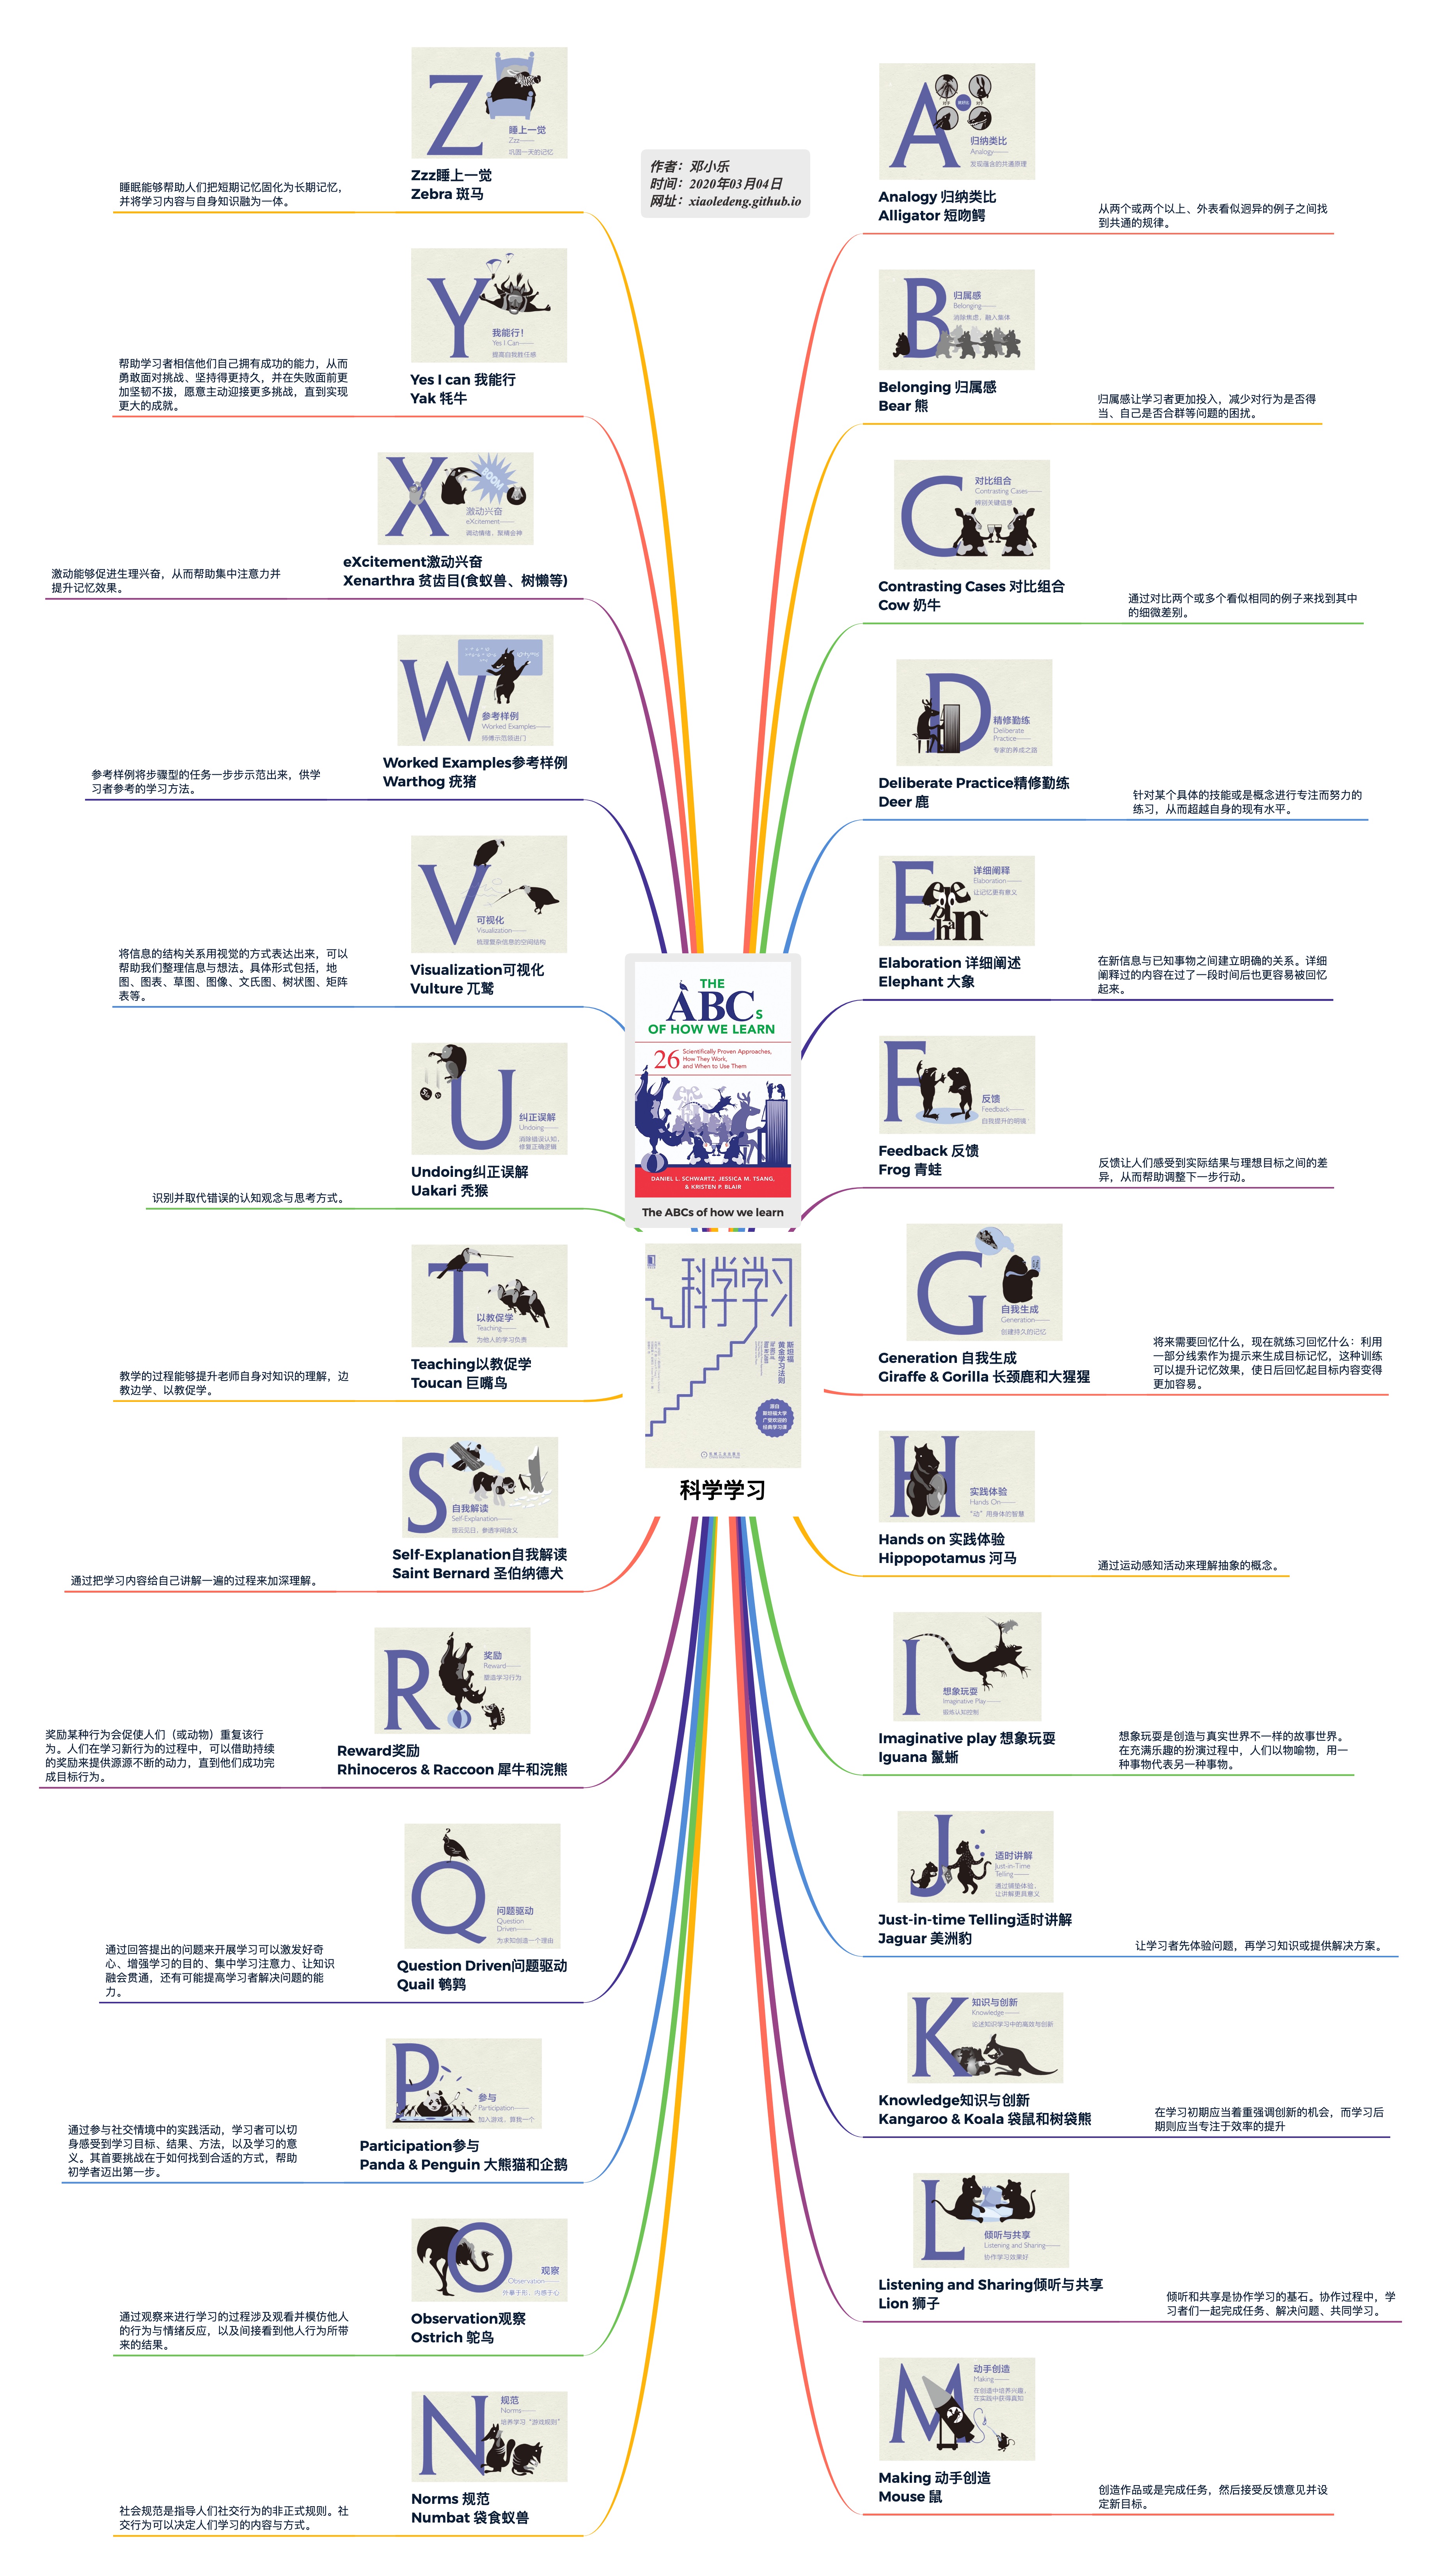 作者：邓小乐
时间：2020年03月04日
网址：xiaoledeng.github.io
THE
ABCs
OF HOW WE LEARN
26
Scientifically Proven Approaches,
How They Work,
and When to Use Them
DANIEL L. SCHWARTZ, JESSICA M. TSANG,
& KRISTEN P. BLAIR
The ABCs of how we learn
科学学习
斯坦福
黄金学习法则
源自
斯坦福大学
广受欢迎的
经典学习课
科学学习
A
归纳类比
Analogy——
发现蕴含的共通原理
Analogy 归纳类比
Alligator 短吻鳄
从两个或两个以上、外表看似迥异的例子之间找
到共通的规律。
B
归属感
Belonging——
消除焦虑，融入集体
Belonging 归属感
Bear 熊
归属感让学习者更加投入，减少对行为是否得
当、自己是否合群等问题的困扰。
C
对比组合
Contrasting Cases——
辨别关键信息
Contrasting Cases 对比组合
Cow 奶牛
通过对比两个或多个看似相同的例子来找到其中
的细微差别。
D
精修勤练
Deliberate
Practice——
专家的养成之路
Deliberate Practice精修勤练
Deer 鹿
针对某个具体的技能或是概念进行专注而努力的
练习，从而超越自身的现有水平。
E
详细阐释
Elaboration——
让记忆更有意义
Elaboration 详细阐述
Elephant 大象
在新信息与已知事物之间建立明确的关系。详细
阐释过的内容在过了一段时间后也更容易被回忆
起来。
F
反馈
Feedback——
自我提升的明镜
Feedback 反馈
Frog 青蛙
反馈让人们感受到实际结果与理想目标之间的差
异，从而帮助调整下一步行动。
G
自我生成
Generation——
创建持久的记忆
Generation 自我生成
Giraffe & Gorilla 长颈鹿和大猩猩
将来需要回忆什么，现在就练习回忆什么：利用
一部分线索作为提示来生成目标记忆，这种训练
可以提升记忆效果，使日后回忆起目标内容变得
更加容易。
H
实践体验
Hands On——
“动”用身体的智慧
Hands on 实践体验
Hippopotamus 河马
通过运动感知活动来理解抽象的概念。
I
想象玩耍
Imaginative Play——
锻炼认知控制
Imaginative play 想象玩耍
Iguana 鬣蜥
想象玩耍是创造与真实世界不一样的故事世界。
在充满乐趣的扮演过程中，人们以物喻物，用一
种事物代表另一种事物。
J
适时讲解
Just-in-Time
Telling——
通过铺垫体验，
让讲解更具意义
Just-in-time Telling适时讲解
Jaguar 美洲豹
让学习者先体验问题，再学习知识或提供解决方案。
K
知识与创新
Knowledge——
论述知识学习中的高效与创新
Knowledge知识与创新
Kangaroo & Koala 袋鼠和树袋熊
在学习初期应当着重强调创新的机会，而学习后
期则应当专注于效率的提升
L
倾听与共享
Listening and Sharing——
协作学习效果好
Listening and Sharing倾听与共享
Lion 狮子
倾听和共享是协作学习的基石。协作过程中，学
习者们一起完成任务、解决问题、共同学习。
M
动手创造
Making——
在创造中培养兴趣，
在实践中获得真知
Making 动手创造
Mouse 鼠
创造作品或是完成任务，然后接受反馈意见并设
定新目标。
Z
睡上一觉
Zzz——
巩固一天的记忆
Zzz睡上一觉
Zebra 斑马
睡眠能够帮助人们把短期记忆固化为长期记忆，
并将学习内容与自身知识融为一体。
Y
我能行！
Yes I Can——
提高自我胜任感
Yes I can 我能行
Yak 牦牛
帮助学习者相信他们自己拥有成功的能力，从而
勇敢面对挑战、坚持得更持久，并在失败面前更
加坚韧不拔，愿意主动迎接更多挑战，直到实现
更大的成就。
X
BOOM
激动兴奋
eXcitement——
调动情绪，聚精会神
eXcitement激动兴奋
Xenarthra 贫齿目(食蚁兽、树懒等)
激动能够促进生理兴奋，从而帮助集中注意力并
提升记忆效果。
W
参考样例
Worked Examples——
师傅示范领进门
Worked Examples参考样例
Warthog 疣猪
参考样例将步骤型的任务一步步示范出来，供学
习者参考的学习方法。
V
可视化
Visualization——
梳理复杂信息的空间结构
Visualization可视化
Vulture 兀鹫
将信息的结构关系用视觉的方式表达出来，可以
帮助我们整理信息与想法。具体形式包括，地
图、图表、草图、图像、文氏图、树状图、矩阵
表等。
U
纠正误解
Undoing——
消除错误认知，
修复正确逻辑
Undoing纠正误解
Uakari 秃猴
识别并取代错误的认知观念与思考方式。
T
以教促学
Teaching——
为他人的学习负责
Teaching以教促学
Toucan 巨嘴鸟
教学的过程能够提升老师自身对知识的理解，边
教边学、以教促学。
S
自我解读
Self-Explanation——
拨云见日，参透字间含义
Self-Explanation自我解读
Saint Bernard 圣伯纳德犬
通过把学习内容给自己讲解一遍的过程来加深理解。
R
奖励
Reward——
塑造学习行为
Reward奖励
Rhinoceros & Raccoon 犀牛和浣熊
奖励某种行为会促使人们（或动物）重复该行
为。人们在学习新行为的过程中，可以借助持续
的奖励来提供源源不断的动力，直到他们成功完
成目标行为。
Q
问题驱动
Question
Driven——
为求知创造一个理由
Question Driven问题驱动
Quail 鹌鹑
通过回答提出的问题来开展学习可以激发好奇
心、增强学习的目的、集中学习注意力、让知识
融会贯通，还有可能提高学习者解决问题的能
力。
P
参与
Participation——
加入游戏，算我一个
Participation参与
Panda & Penguin 大熊猫和企鹅
通过参与社交情境中的实践活动，学习者可以切
身感受到学习目标、结果、方法，以及学习的意
义。其首要挑战在于如何找到合适的方式，帮助
初学者迈出第一步。
O
观察
Observation——
外摹于形，内感于心
Observation观察
Ostrich 鸵鸟
通过观察来进行学习的过程涉及观看并模仿他人
的行为与情绪反应，以及间接看到他人行为所带
来的结果。
N
规范
Norms——
培养学习“游戏规则”
Norms 规范
Numbat 袋食蚁兽
社会规范是指导人们社交行为的非正式规则。社
交行为可以决定人们学习的内容与方式。